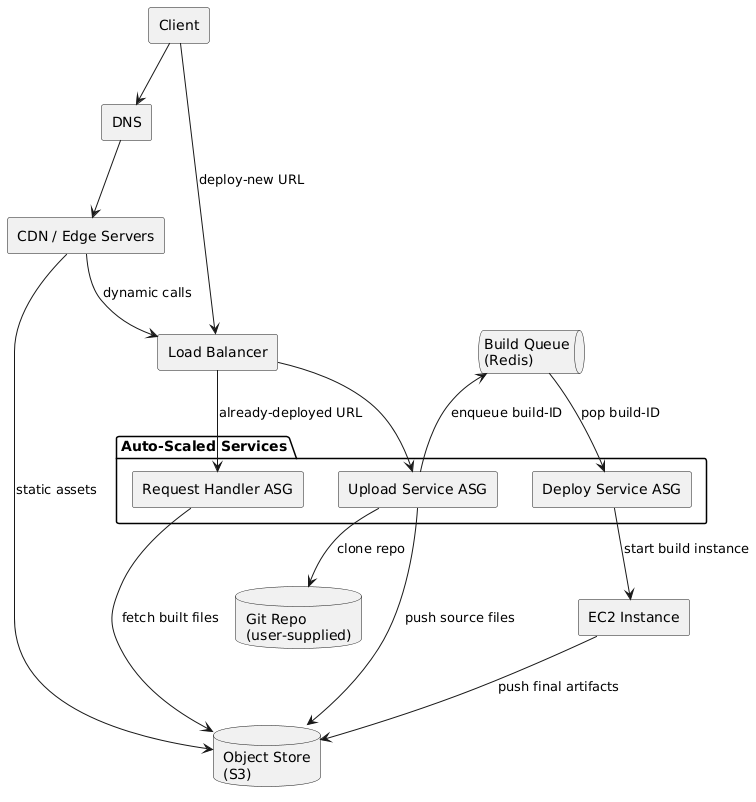 Client
DNS
deploy-new URL
CDN / Edge Servers
dynamic calls
Load Balancer
Build Queue
(Redis)
already-deployed URL
enqueue build-ID
pop build-ID
Auto-Scaled Services
static assets
Request Handler ASG
Upload Service ASG
Deploy Service ASG
clone repo
start build instance
fetch built files
Git Repo
(user-supplied)
push source files
EC2 Instance
push final artifacts
Object Store
(S3)